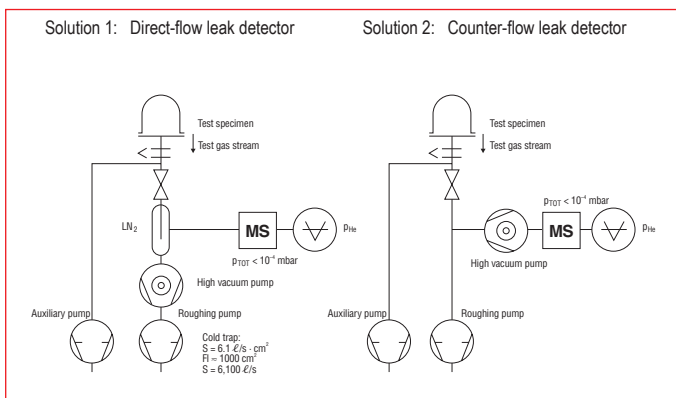 Solution 1: Direct-flow leak detector
Test specimen
Test gas stream
LN₂
MS
pHe
pTOT < 10⁻⁴ mbar
High vacuum pump
Auxiliary pump
Roughing pump
Cold trap:
S = 6.1 ℓ/s · cm²
Fl ≈ 1000 cm²
S = 6,100 ℓ/s
Solution 2: Counter-flow leak detector
Test specimen
Test gas stream
pTOT < 10⁻⁴ mbar
MS
pHe
High vacuum pump
Auxiliary pump
Roughing pump